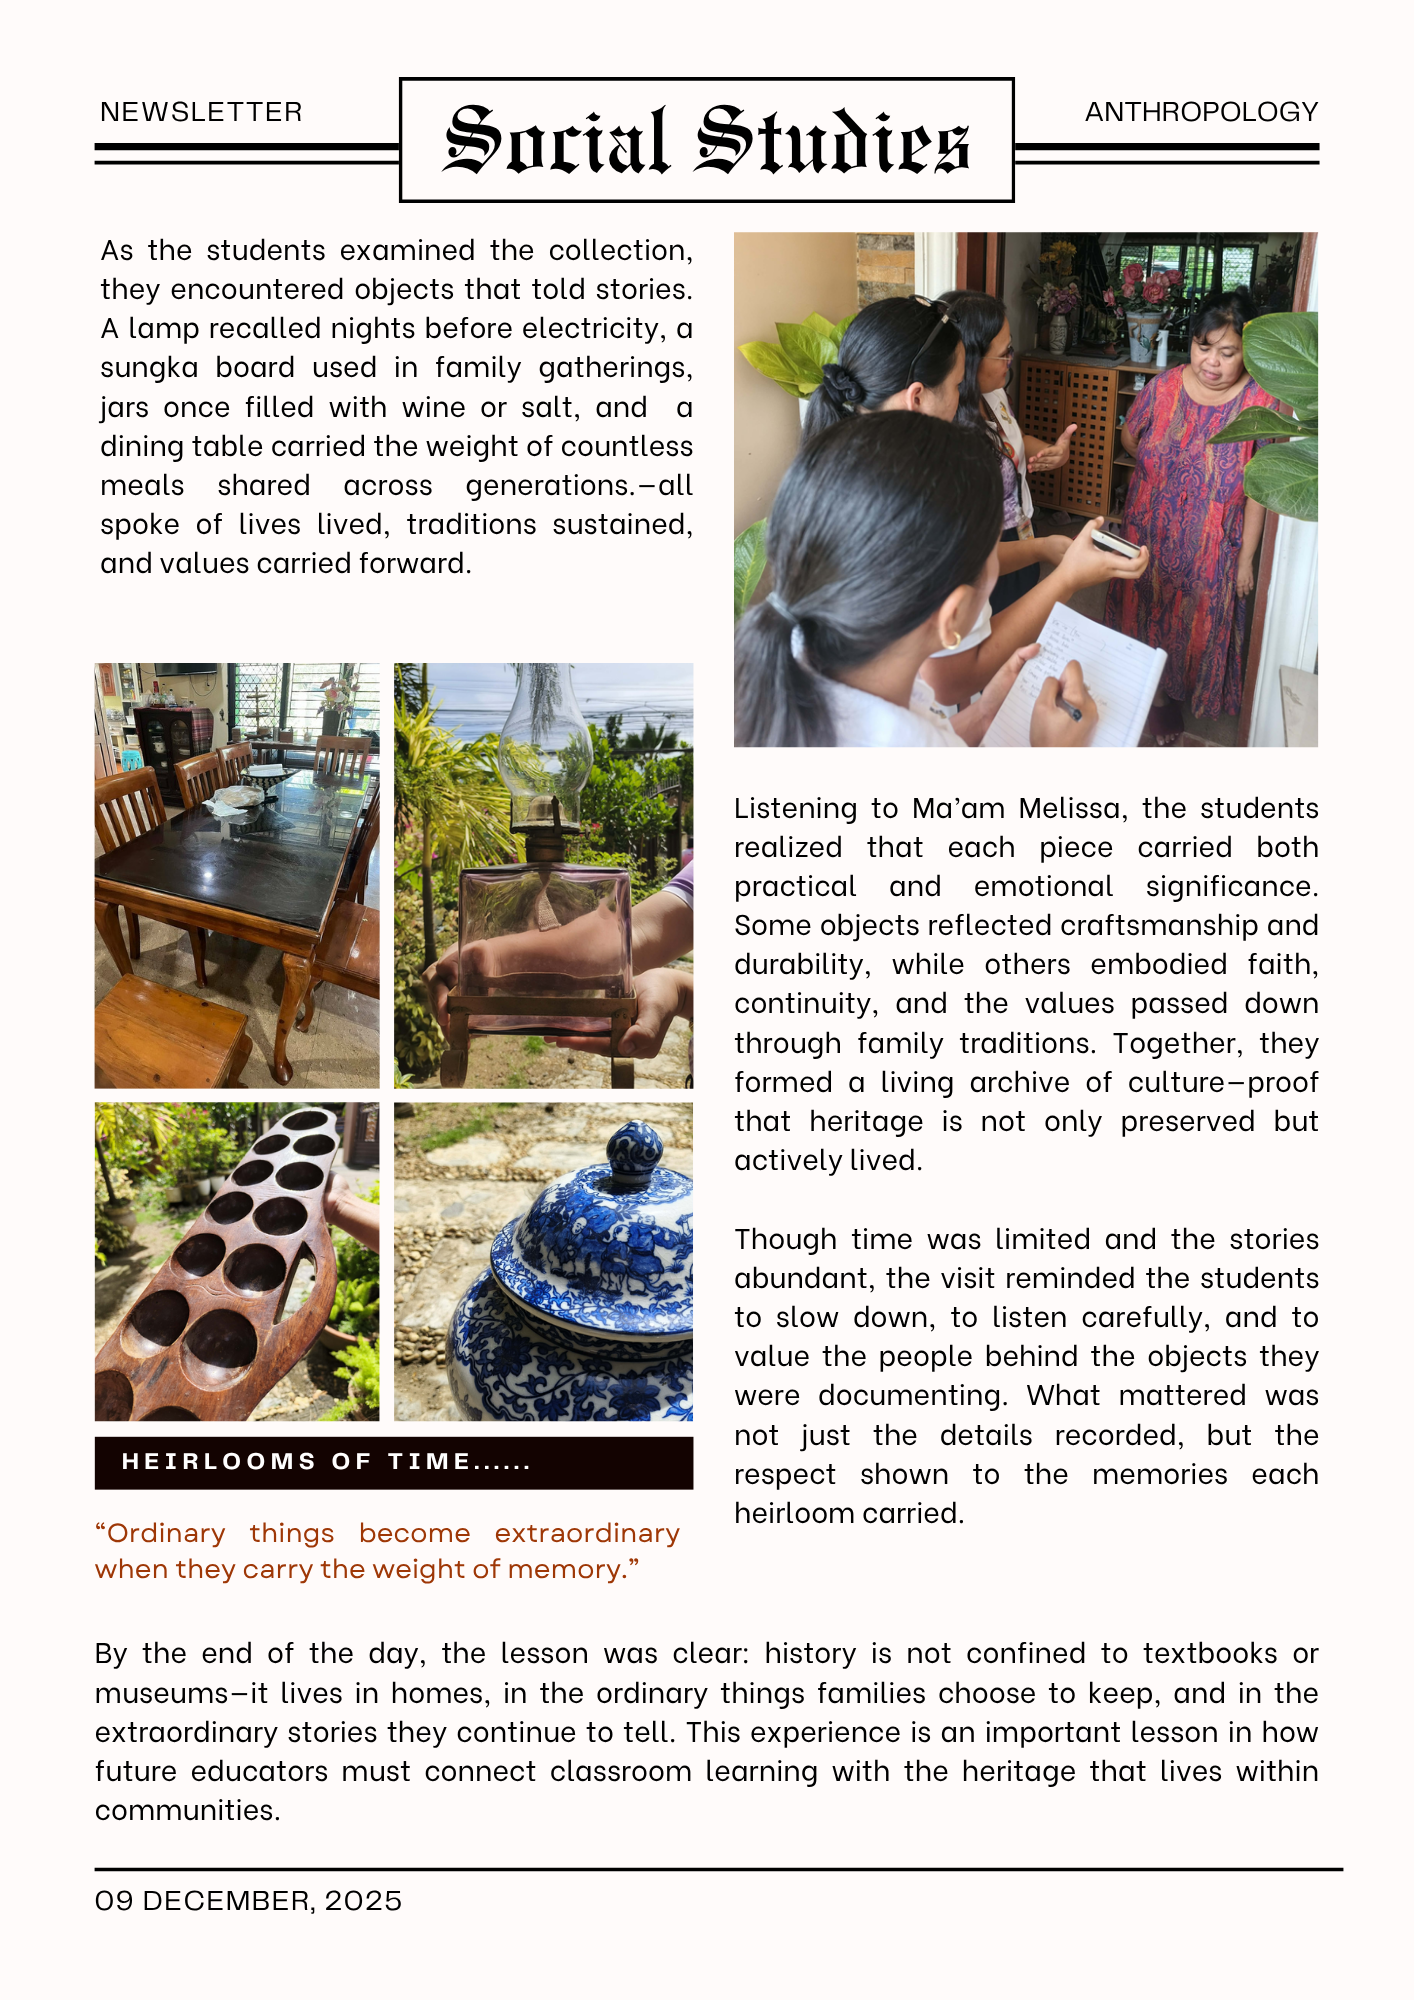 NEWSLETTER
Social Studies
ANTHROPOLOGY
As the students examined the collection,
they encountered objects that told stories.
A lamp recalled nights before electricity, a
sungka board used in family gatherings,
jars once filled with wine or salt, and a
dining table carried the weight of countless
meals shared across generations.—all
spoke of lives lived, traditions sustained,
and values carried forward.
HEIRLOOMS OF TIME......
“Ordinary things become extraordinary
when they carry the weight of memory.”
Listening to Ma’am Melissa, the students
realized that each piece carried both
practical and emotional significance.
Some objects reflected craftsmanship and
durability, while others embodied faith,
continuity, and the values passed down
through family traditions. Together, they
formed a living archive of culture—proof
that heritage is not only preserved but
actively lived.
Though time was limited and the stories
abundant, the visit reminded the students
to slow down, to listen carefully, and to
value the people behind the objects they
were documenting. What mattered was
not just the details recorded, but the
respect shown to the memories each
heirloom carried.
By the end of the day, the lesson was clear: history is not confined to textbooks or
museums—it lives in homes, in the ordinary things families choose to keep, and in the
extraordinary stories they continue to tell. This experience is an important lesson in how
future educators must connect classroom learning with the heritage that lives within
communities.
09 DECEMBER, 2025